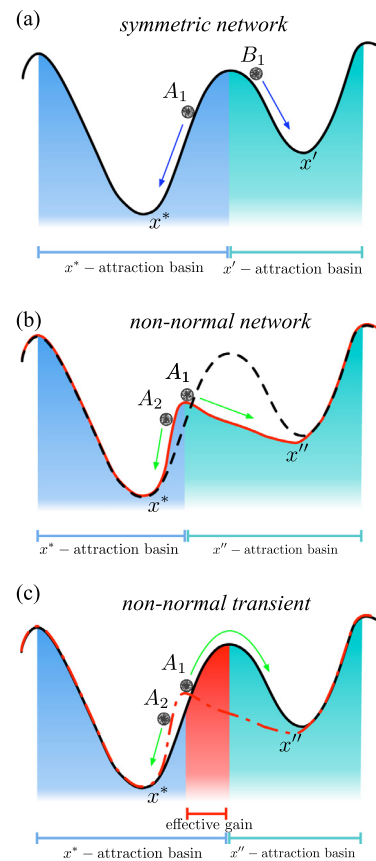 (a)
symmetric network
A₁
B₁
x*
x′
x* − attraction basin
x′ − attraction basin
(b)
non-normal network
A₁
A₂
x*
x′′
x* − attraction basin
x′′ − attraction basin
(c)
non-normal transient
A₁
A₂
x*
x′′
effective gain
x* − attraction basin
x′′ − attraction basin